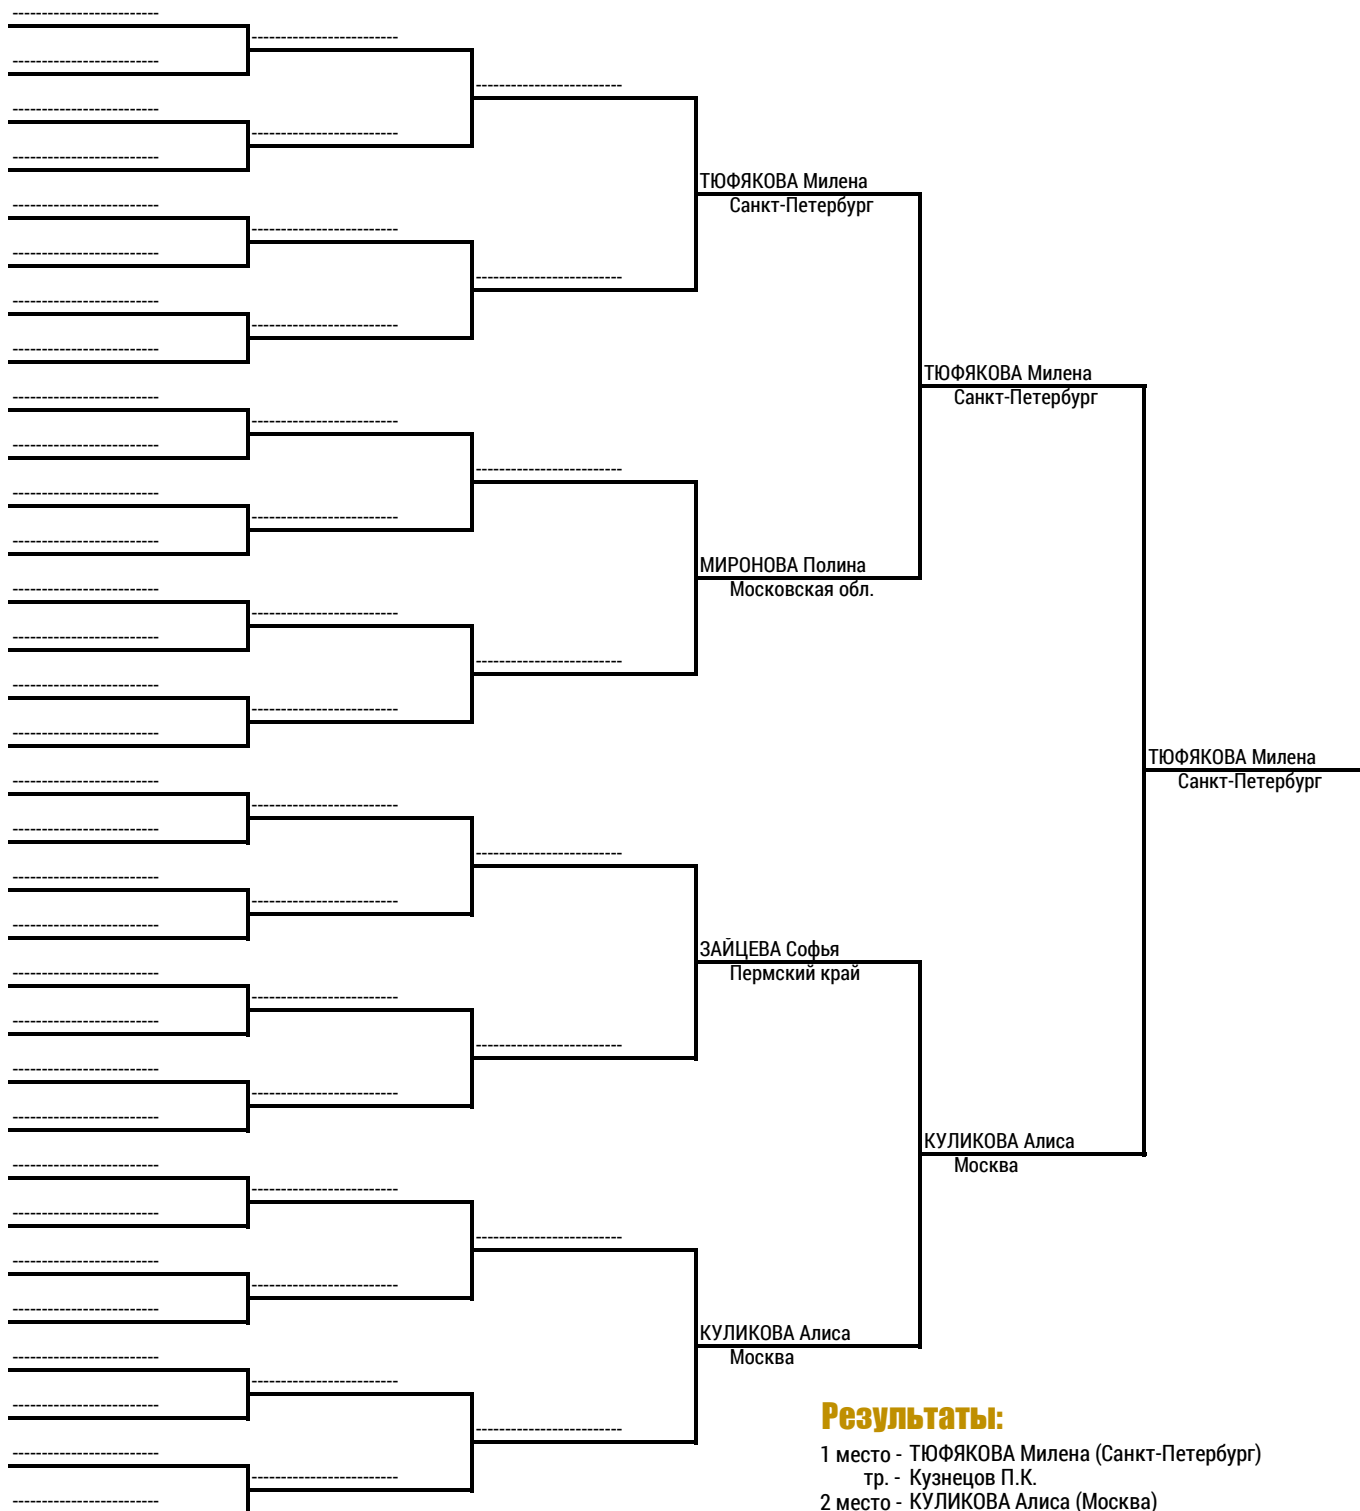 ТЮФЯКОВА Милена
Санкт-Петербург
ТЮФЯКОВА Милена
Санкт-Петербург
МИРОНОВА Полина
Московская обл.
ТЮФЯКОВА Милена
Санкт-Петербург
ЗАЙЦЕВА Софья
Пермский край
КУЛИКОВА Алиса
Москва
КУЛИКОВА Алиса
Москва
Результаты:
1 место - ТЮФЯКОВА Милена (Санкт-Петербург)
тр. - Кузнецов П.К.
2 место - КУЛИКОВА Алиса (Москва)